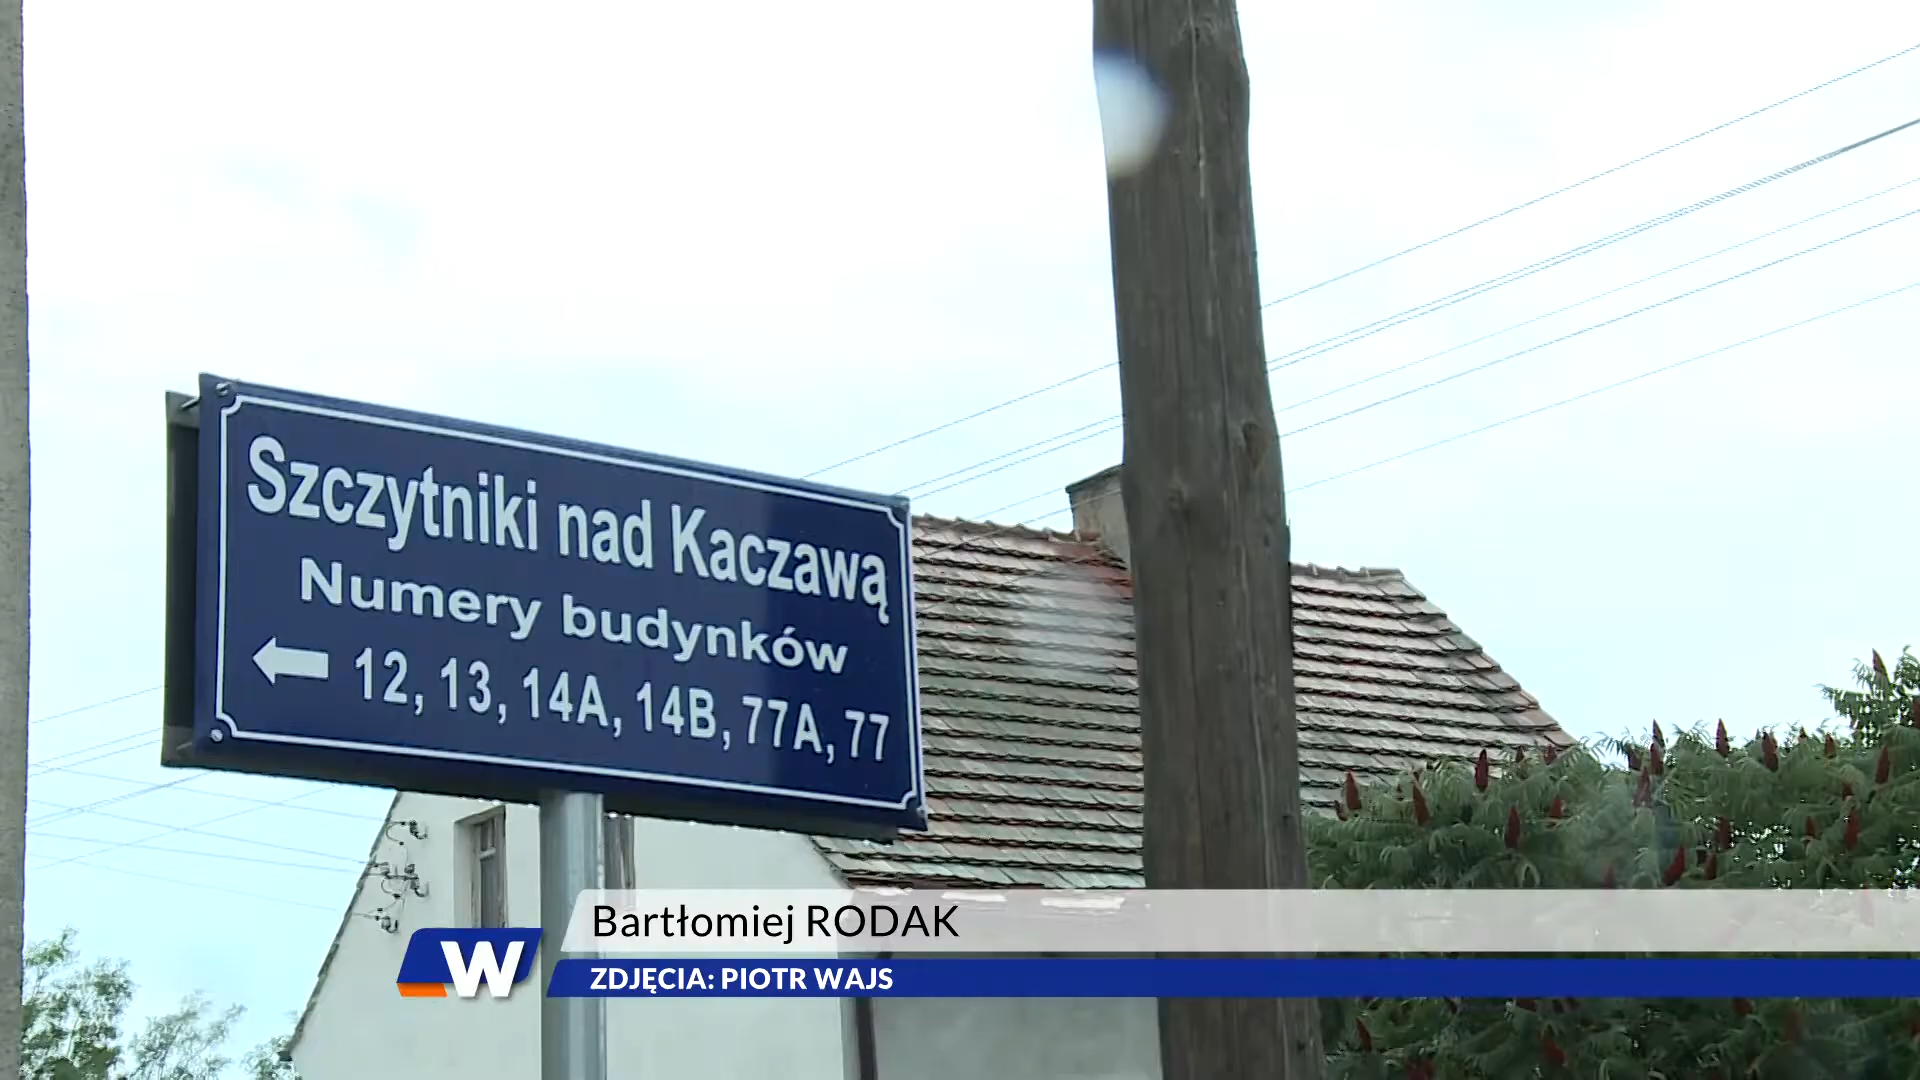 Szczytniki nad Kaczawą
Numery budynków
12, 13, 14A, 14B, 77A, 77
Bartłomiej RODAK
W
ZDJĘCIA: PIOTR WAJS